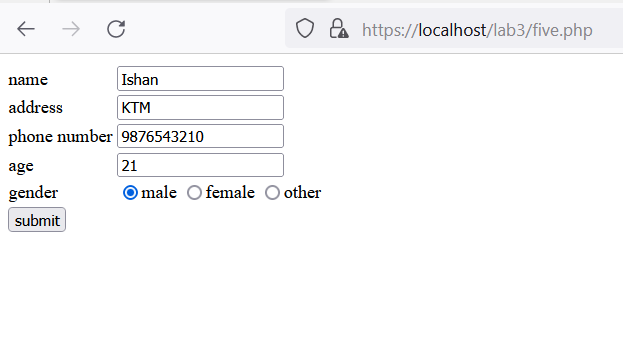 https://localhost/lab3/five.php
name Ishan
address KTM
phone number 9876543210
age 21
gender male female other
submit